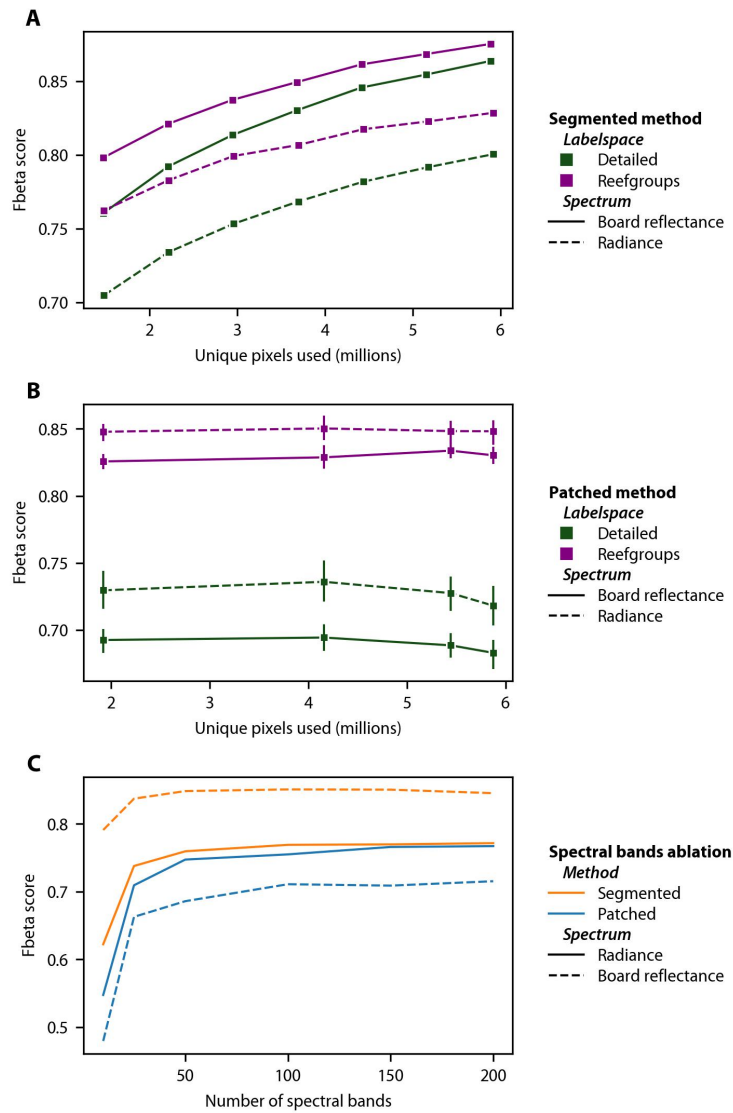 A
0.85
0.80
0.75
0.70
Fbeta score
2 3 4 5 6
Unique pixels used (millions)
Segmented method
Labelspace
Detailed
Reefgroups
Spectrum
Board reflectance
Radiance
B
0.85
0.80
0.75
0.70
Fbeta score
2 3 4 5 6
Unique pixels used (millions)
Patched method
Labelspace
Detailed
Reefgroups
Spectrum
Board reflectance
Radiance
C
0.8
0.7
0.6
0.5
Fbeta score
50 100 150 200
Number of spectral bands
Spectral bands ablation
Method
Segmented
Patched
Spectrum
Radiance
Board reflectance